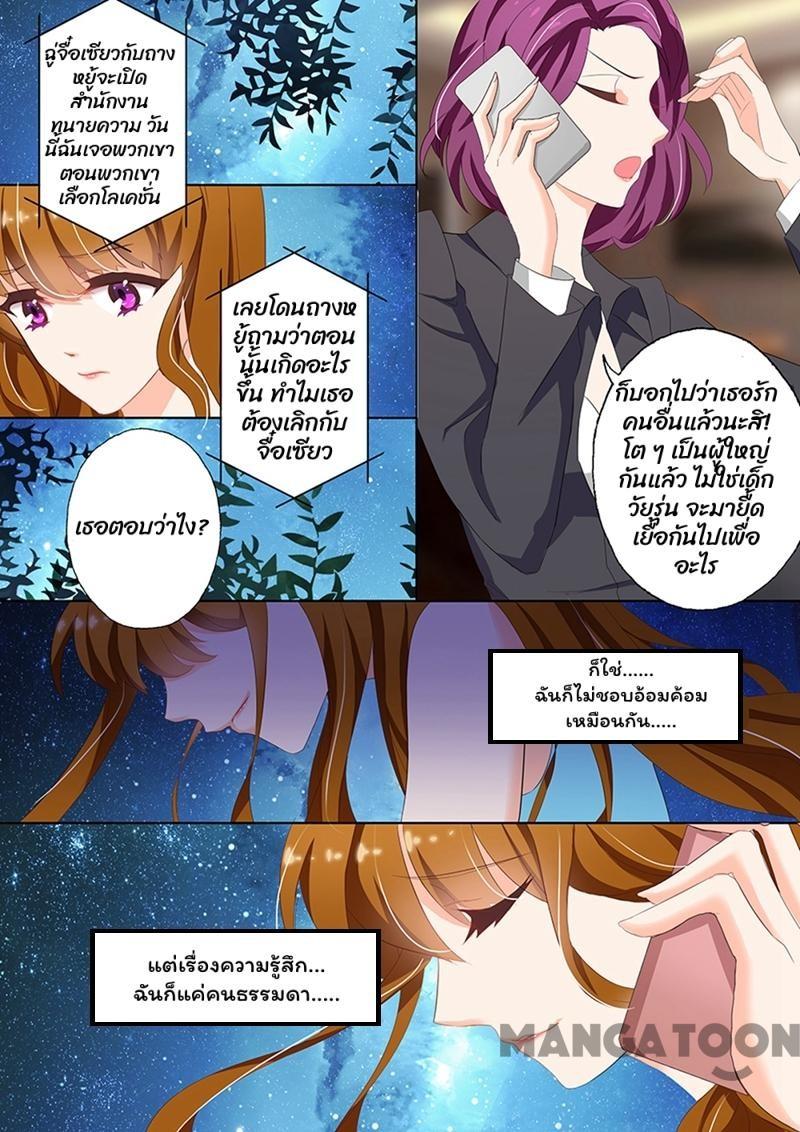 ฉู่จื่อเซียวกับถาง
หยู้จะเปิด
สำนักงาน
ทนายความ วัน
นี้ฉันเจอพวกเขา
ตอนพวกเขา
เลือกโลเคชั่น
เลยโดนถางห
ยู้ถามว่าตอน
นั้นเกิดอะไร
ขึ้น ทำไมเธอ
ต้องเลิกกับ
จื่อเซียว
เธอตอบว่าไง?
ก็บอกไปว่าเธอรัก
คนอื่นแล้วนะสิ!
โต ๆ เป็นผู้ใหญ่
กันแล้ว ไม่ใช่เด็ก
วัยรุ่น จะมายื้ด
เยื้อกันไปเพื่อ
อะไร
ก็ใช่......
ฉันก็ไม่ชอบอ้อมค้อม
เหมือนกัน.....
แต่เรื่องความรู้สึก...
ฉันก็แค่คนธรรมดา.....
MANGATOON